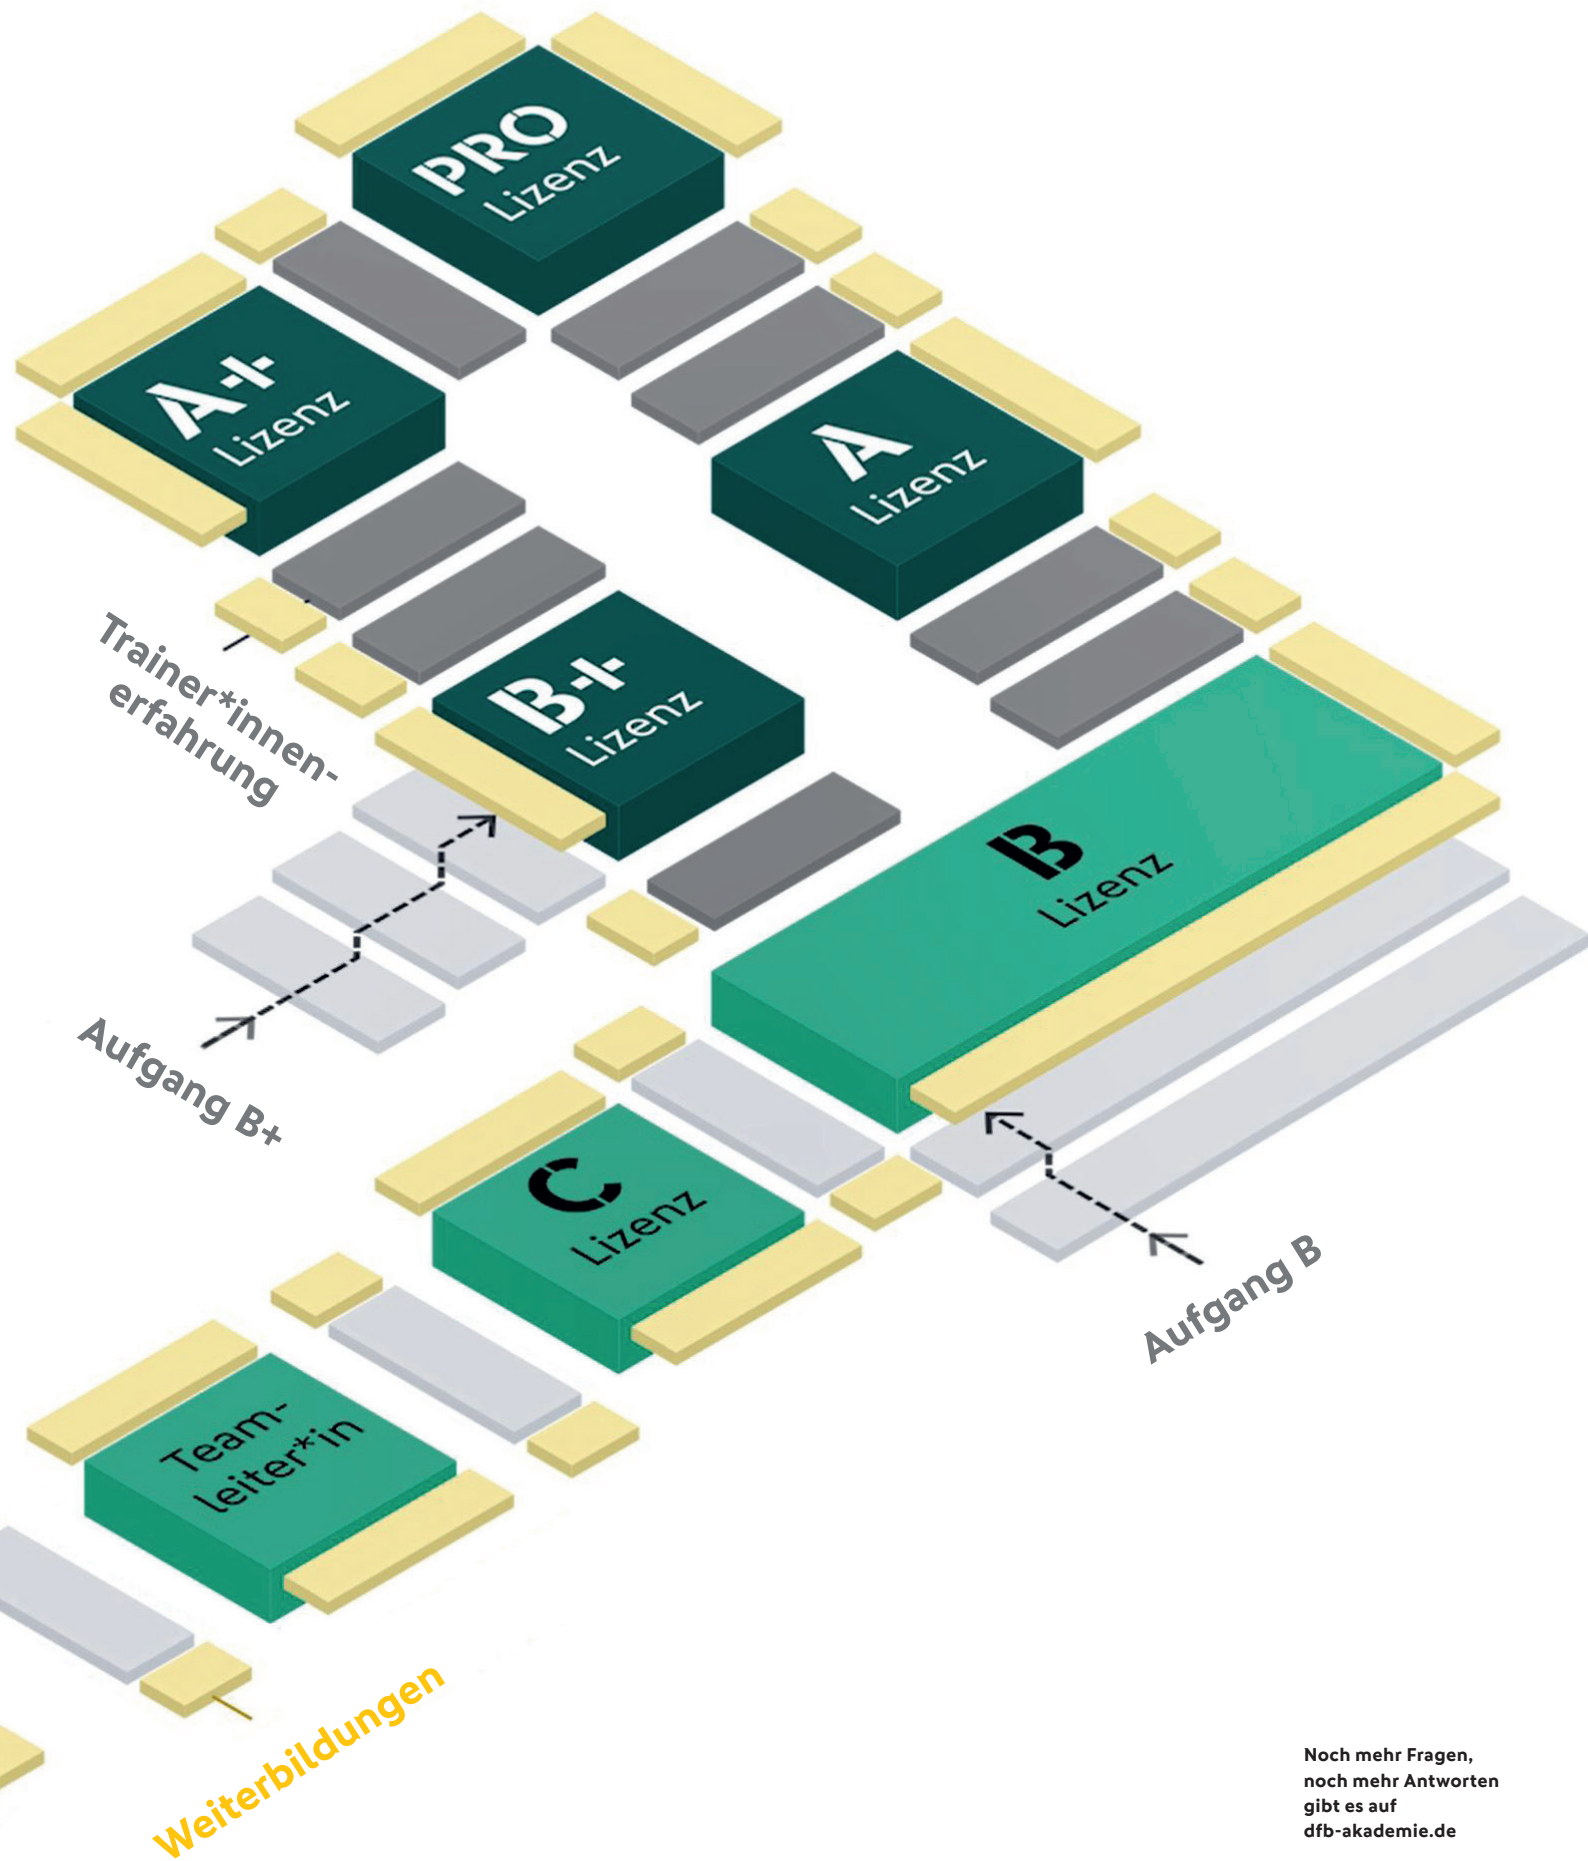 PRO
Lizenz
A+
Lizenz
A
Lizenz
Trainer*innen-
erfahrung
B+
Lizenz
B
Lizenz
Aufgang B+
C
Lizenz
Aufgang B
Team-
leiter*in
Weiterbildungen
Noch mehr Fragen,
noch mehr Antworten
gibt es auf
dfb-akademie.de